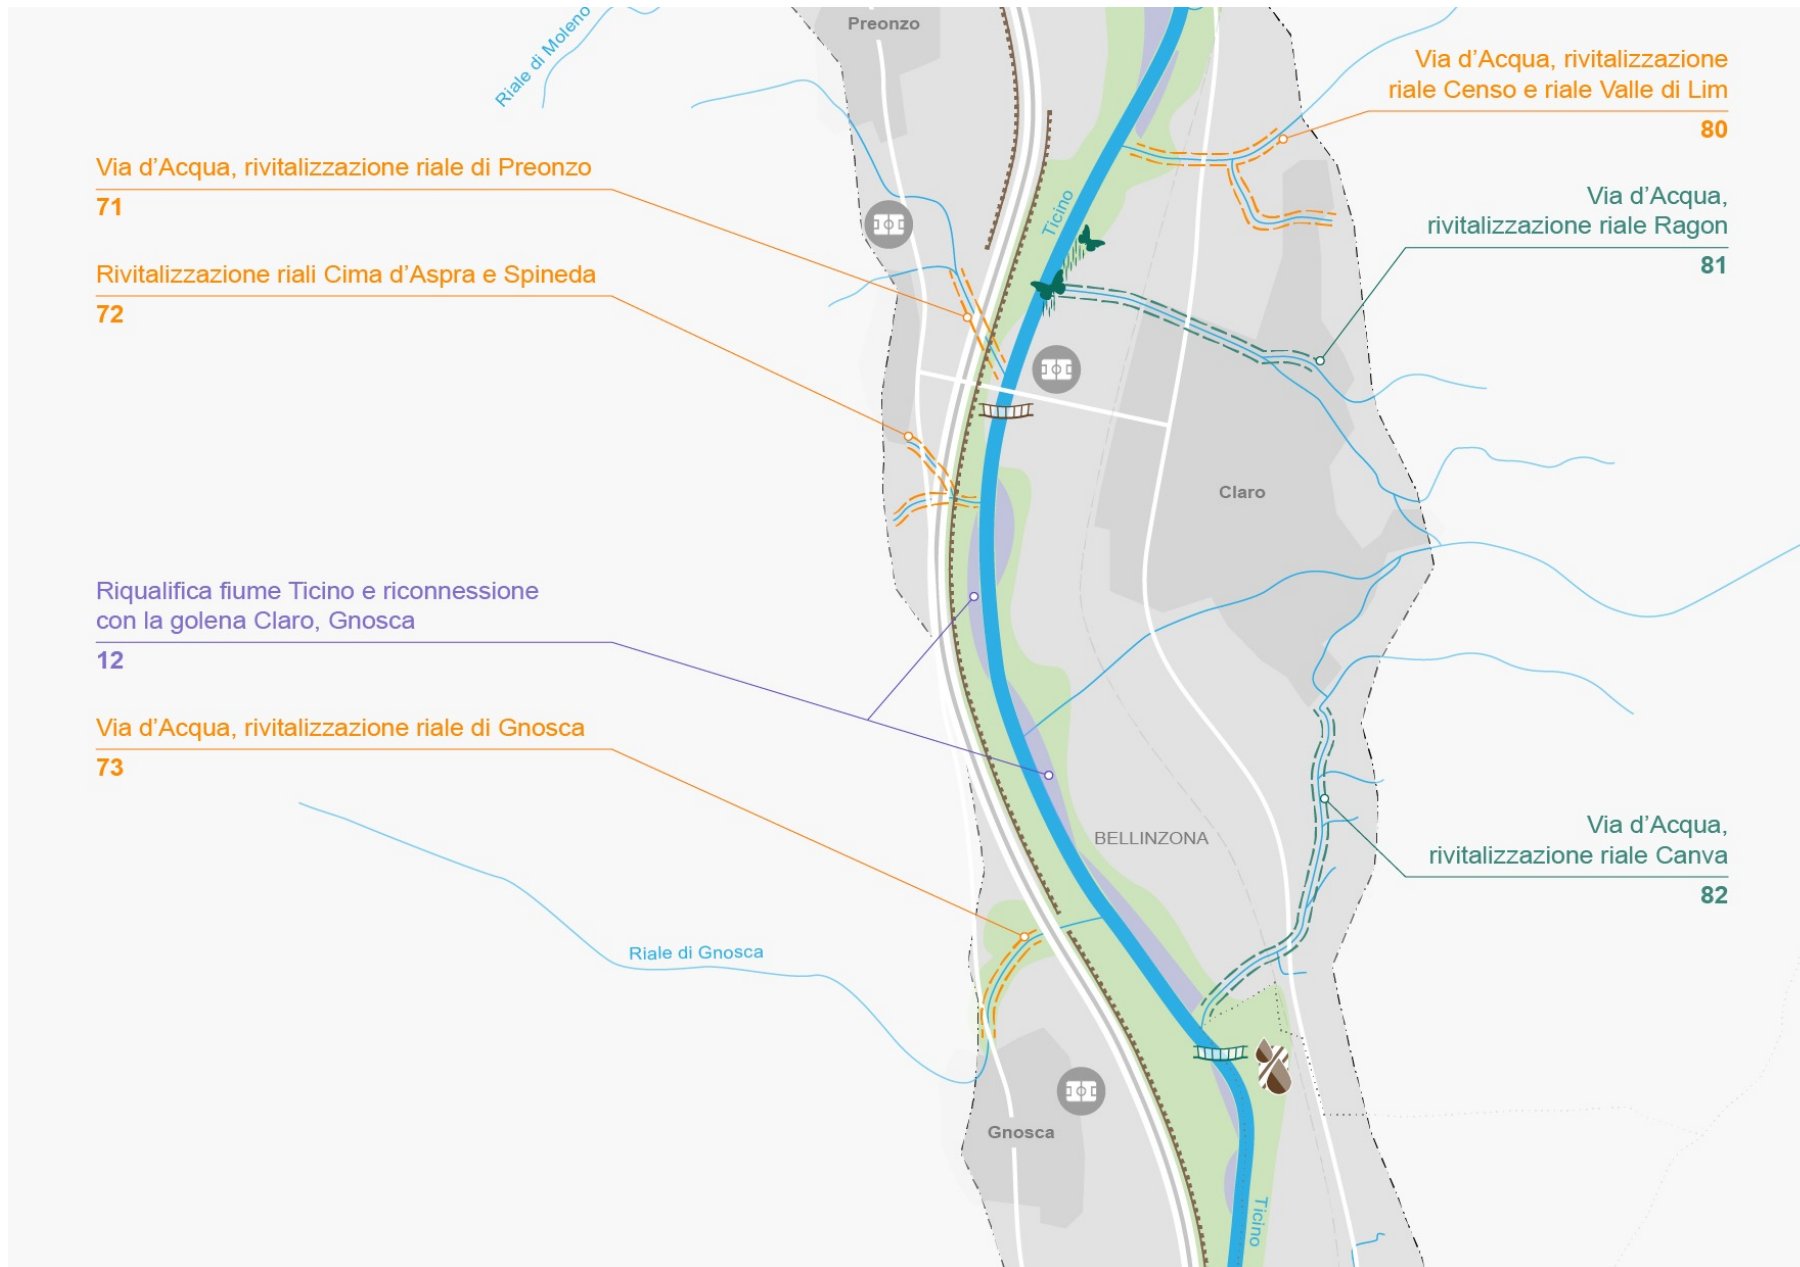 Preonzo
Riale di Moleno
Via d'Acqua, rivitalizzazione
riale Censo e riale Valle di Lim
80
Via d'Acqua, rivitalizzazione riale di Preonzo
71
Via d'Acqua,
rivitalizzazione riale Ragon
81
Ticino
Rivitalizzazione riali Cima d'Aspra e Spineda
72
Claro
Riqualifica fiume Ticino e riconnessione
con la golena Claro, Gnosca
12
Via d'Acqua, rivitalizzazione riale di Gnosca
73
BELLINZONA
Via d'Acqua,
rivitalizzazione riale Canva
82
Riale di Gnosca
Gnosca
Ticino